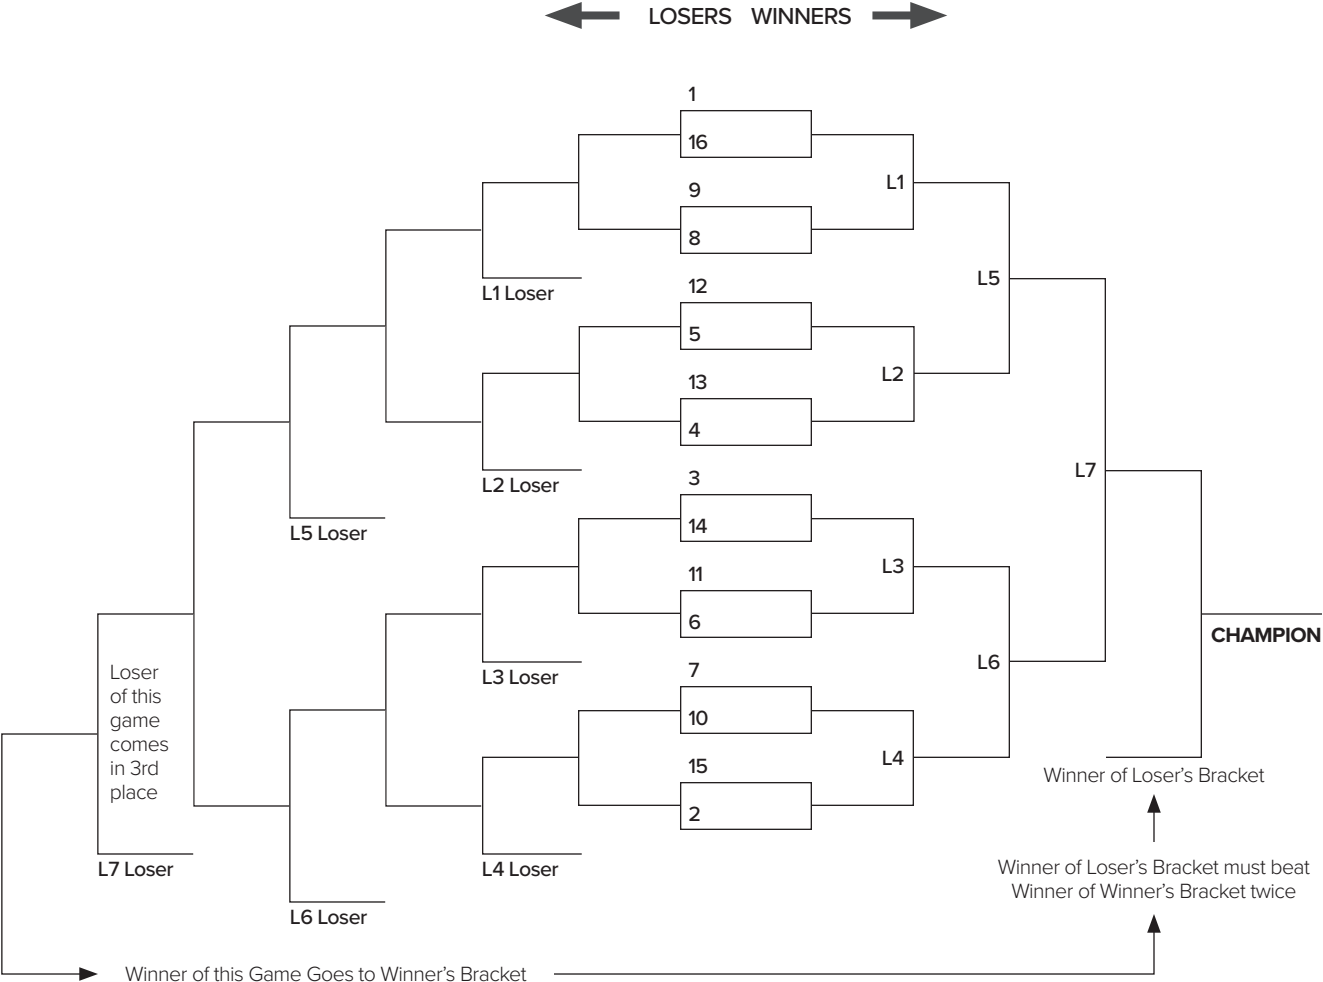 LOSERS WINNERS
1
16
9
8
L1
12
5
L1 Loser
L5
13
4
L2
3
14
L2 Loser
L7
L5 Loser
11
6
L3
7
10
L3 Loser
L6
CHAMPION
Loser
of this
game
comes
in 3rd
place
15
2
L4
Winner of Loser's Bracket
L7 Loser
L4 Loser
Winner of Loser's Bracket must beat
Winner of Winner's Bracket twice
L6 Loser
Winner of this Game Goes to Winner's Bracket